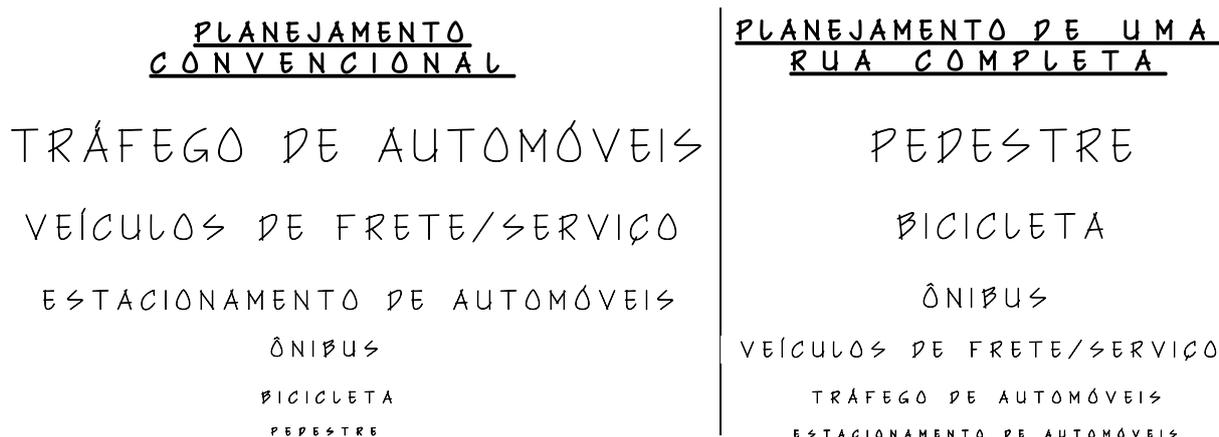 PLANEJAMENTO
CONVENCIONAL
TRÁFEGO DE AUTOMÓVEIS
VEÍCULOS DE FRETE/SERVIÇO
ESTACIONAMENTO DE AUTOMÓVEIS
ÔNIBUS
BICICLETA
PEDESTRE
PLANEJAMENTO DE UMA
RUA COMPLETA
PEDESTRE
BICICLETA
ÔNIBUS
VEÍCULOS DE FRETE/SERVIÇO
TRÁFEGO DE AUTOMÓVEIS
ESTACIONAMENTO DE AUTOMÓVEIS